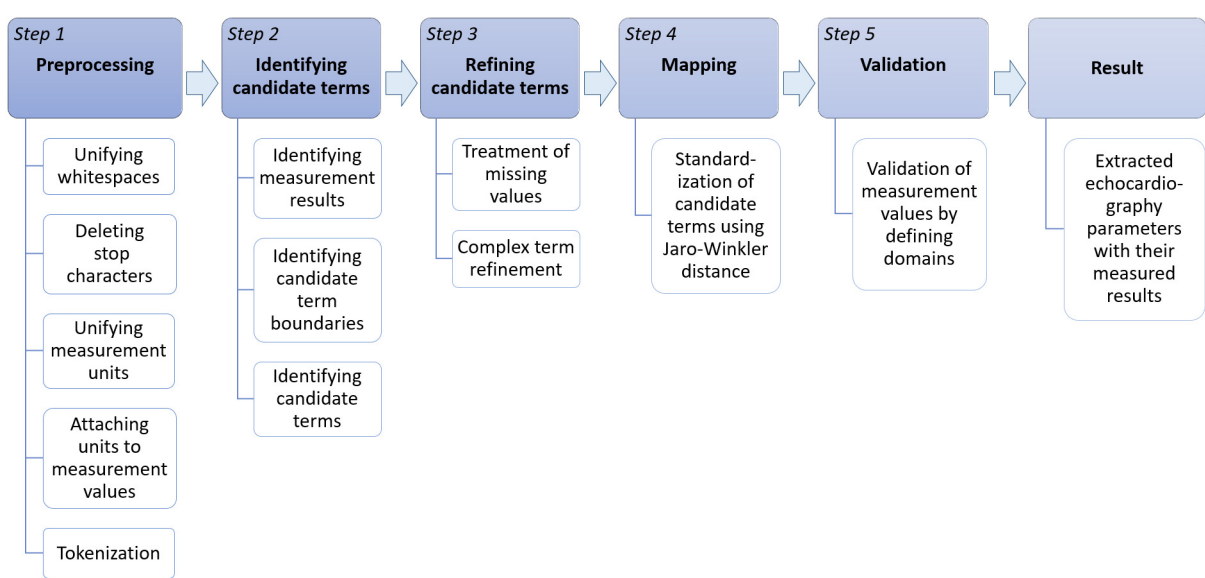 Step 1
Preprocessing
Unifying
whitespaces
Deleting
stop
characters
Unifying
measurement
units
Attaching
units to
measurement
values
Tokenization
Step 2
Identifying
candidate terms
Identifying
measurement
results
Identifying
candidate
term
boundaries
Identifying
candidate
terms
Step 3
Refining
candidate terms
Treatment of
missing
values
Complex term
refinement
Step 4
Mapping
Standard-
ization of
candidate
terms using
Jaro-Winkler
distance
Step 5
Validation
Validation of
measurement
values by
defining
domains
Result
Extracted
echocardio-
graphy
parameters
with their
measured
results